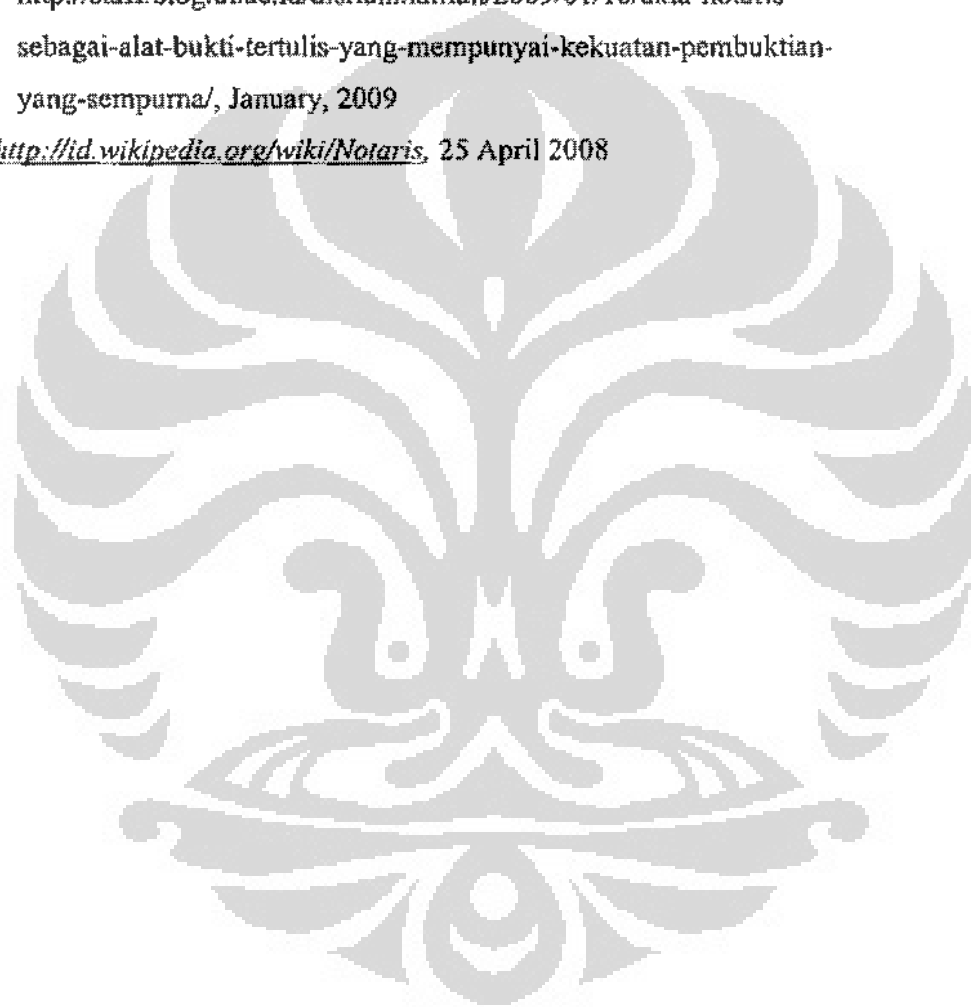 sebagai-alat-bukti-tertulis-yang-mempunyai-kekuatan-pembuktian-
yang-sempurna/, January, 2009
http://id.wikipedia.org/wiki/Notaris, 25 April 2008